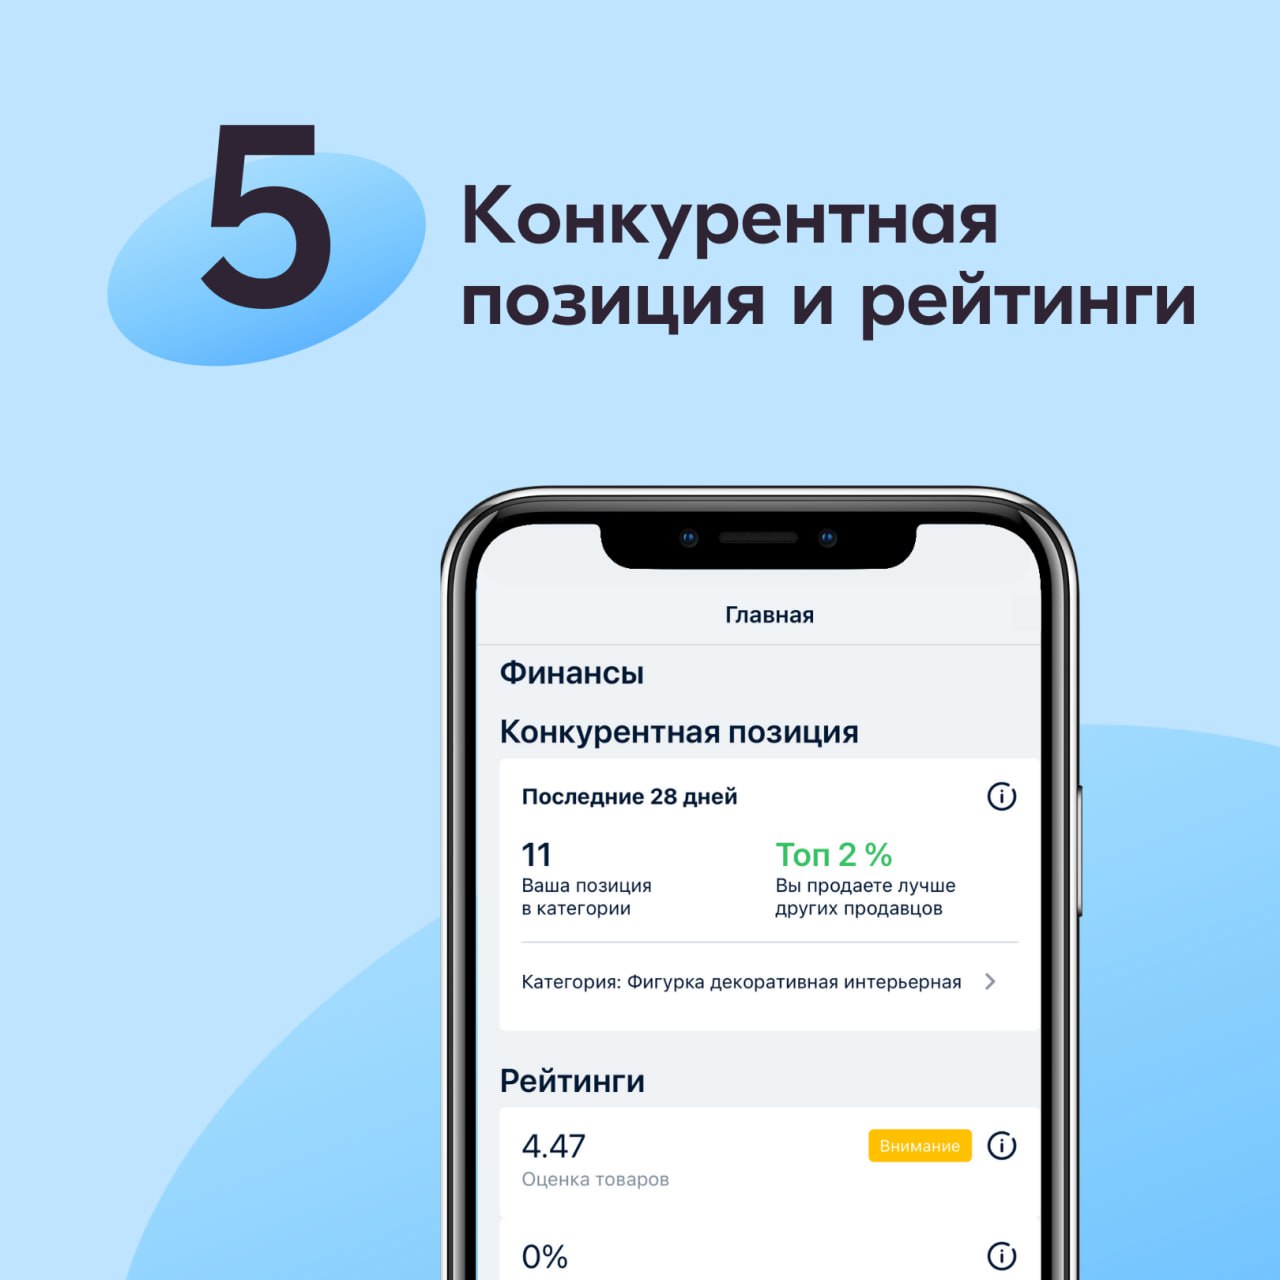 5
Конкурентная
позиция и рейтинги
Главная
Финансы
Конкурентная позиция
Последние 28 дней
11
Ваша позиция
в категории
Топ 2 %
Вы продаете лучше
других продавцов
Категория: Фигурка декоративная интерьерная
Рейтинги
4.47
Внимание
Оценка товаров
0%